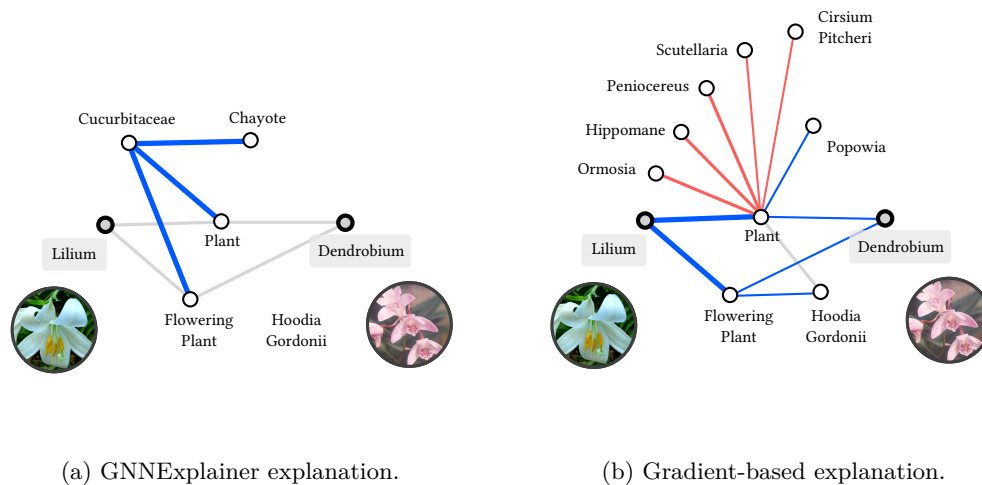 Cucurbitaceae
Chayote
Lilium
Plant
Dendrobium
Flowering
Plant
Hoodia
Gordonii
(a) GNNExplainer explanation.
Cirsium
Pitcheri
Scutellaria
Peniocereus
Hippomane
Popowia
Ormosia
Plant
Lilium
Dendrobium
Flowering
Plant
Hoodia
Gordonii
(b) Gradient-based explanation.